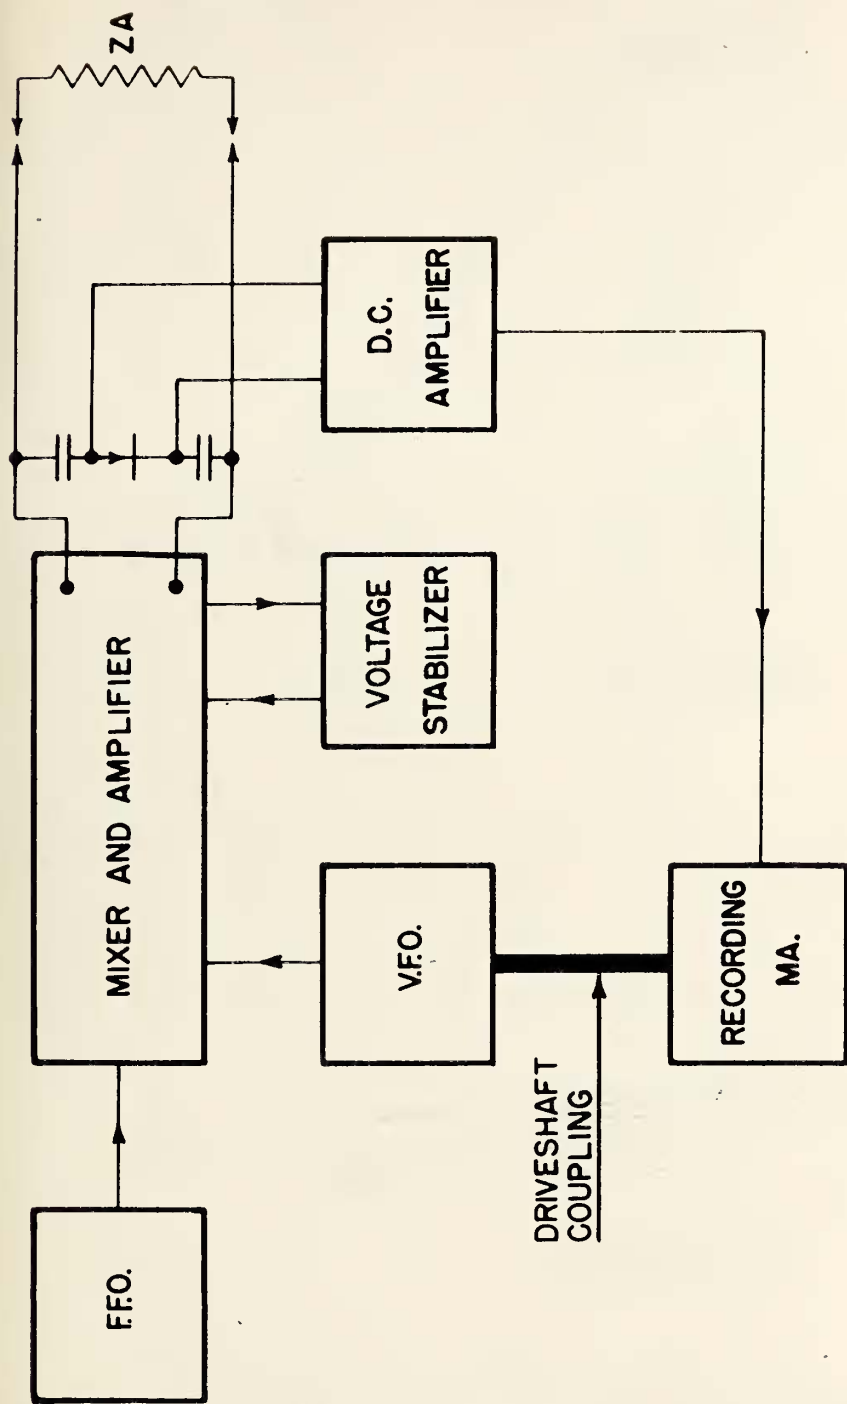 F.F.O.
MIXER AND AMPLIFIER
ZA
V.F.O.
VOLTAGE
STABILIZER
D.C.
AMPLIFIER
DRIVESHAFT
COUPLING
RECORDING
MA.